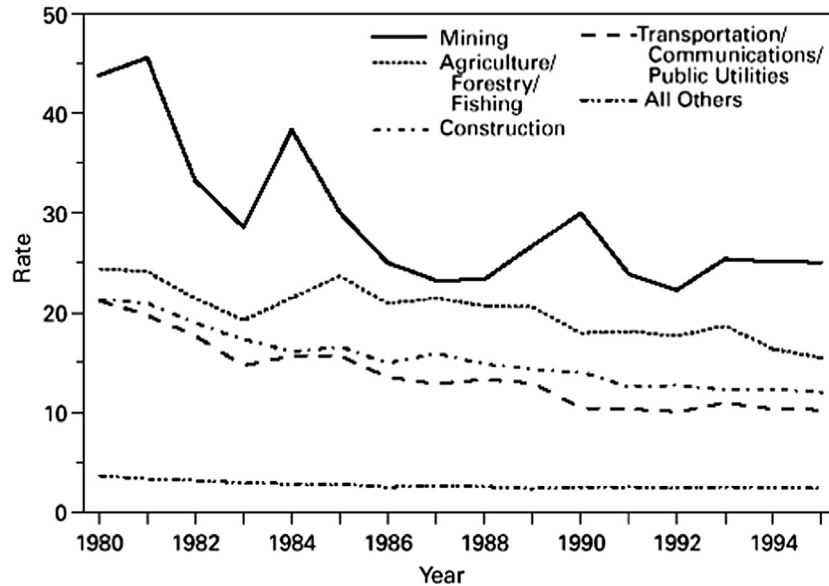 50
40
30
20
10
0
Rate
Mining
Agriculture/
Forestry/
Fishing
Construction
Transportation/
Communications/
Public Utilities
All Others
1980
1982
1984
1986
1988
1990
1992
1994
Year